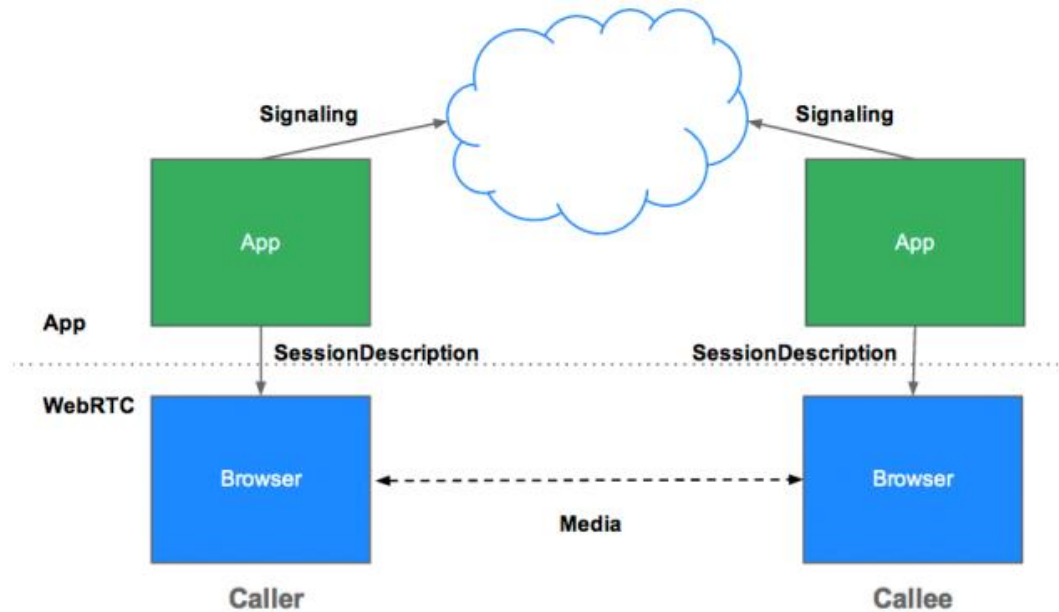 Signaling
Signaling
App
App
App
SessionDescription
SessionDescription
WebRTC
Browser
Browser
Media
Caller
Callee